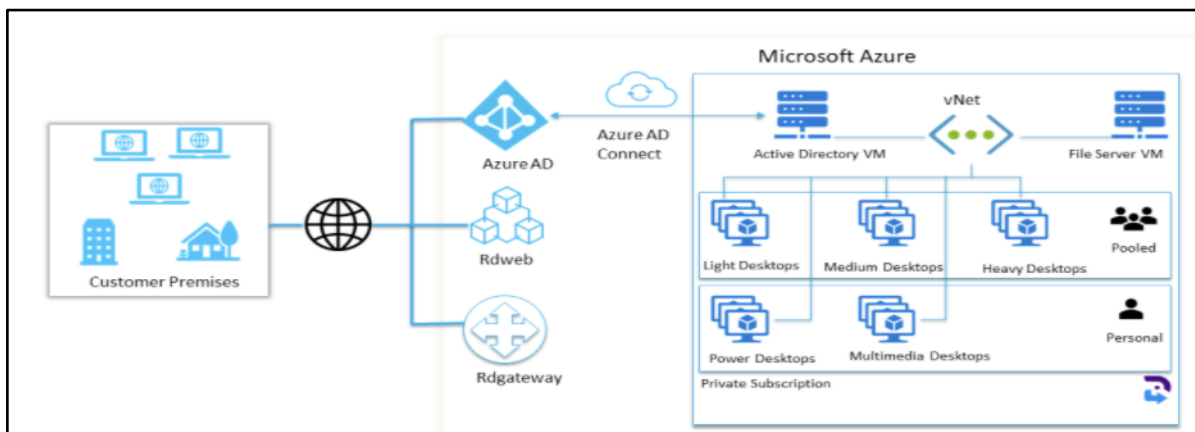 Microsoft Azure
Customer Premises
Azure AD
Azure AD
Connect
Active Directory VM
vNet
File Server VM
Rdweb
Light Desktops
Medium Desktops
Heavy Desktops
Pooled
Rdgateway
Power Desktops
Multimedia Desktops
Personal
Private Subscription